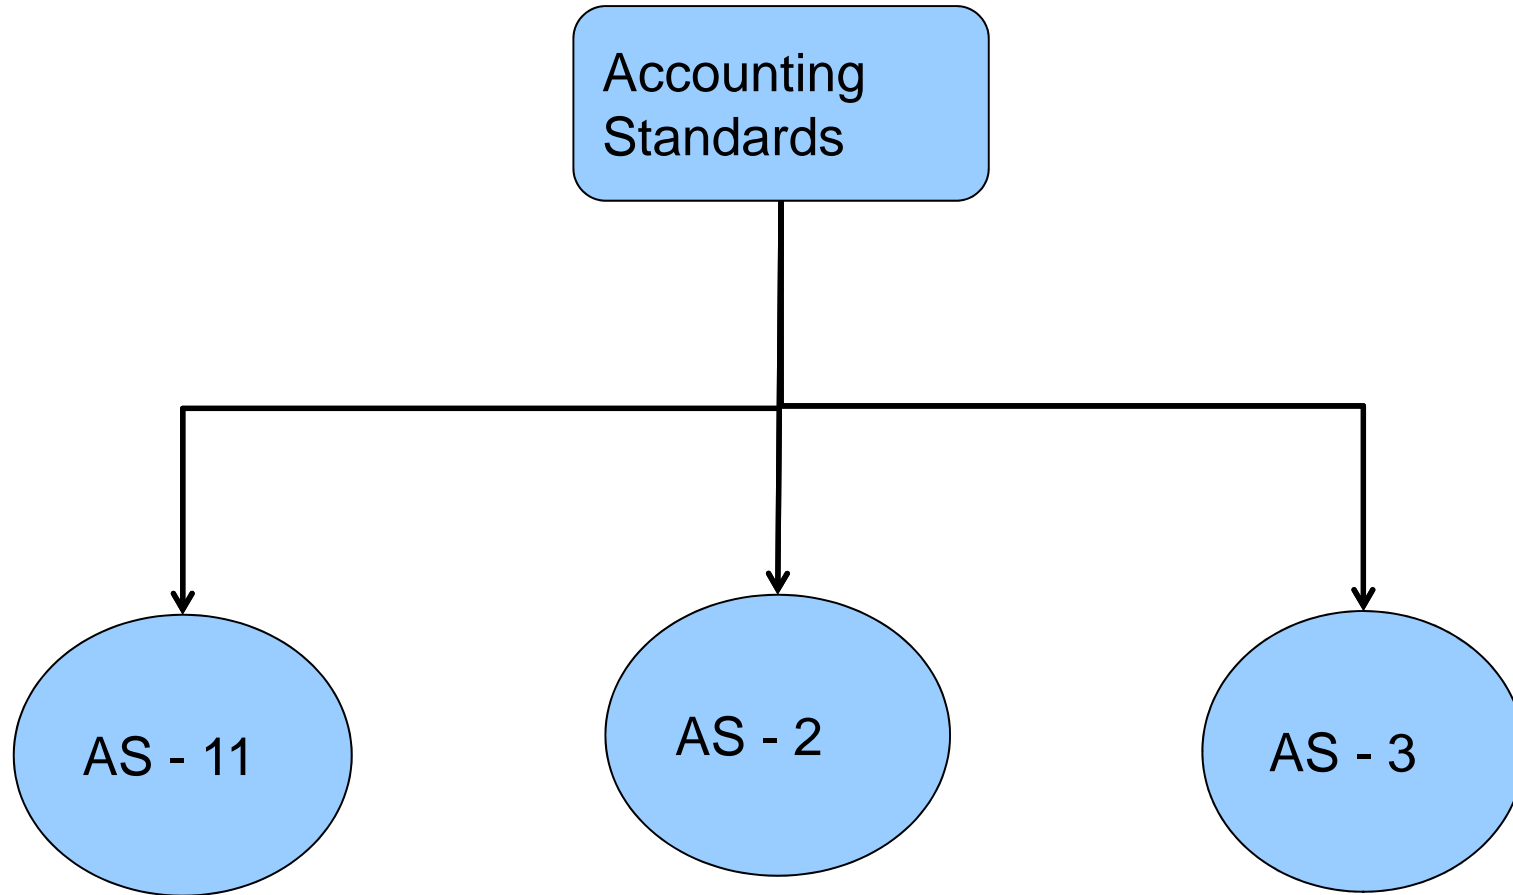 Accounting
Standards
AS - 11
AS - 2
AS - 3